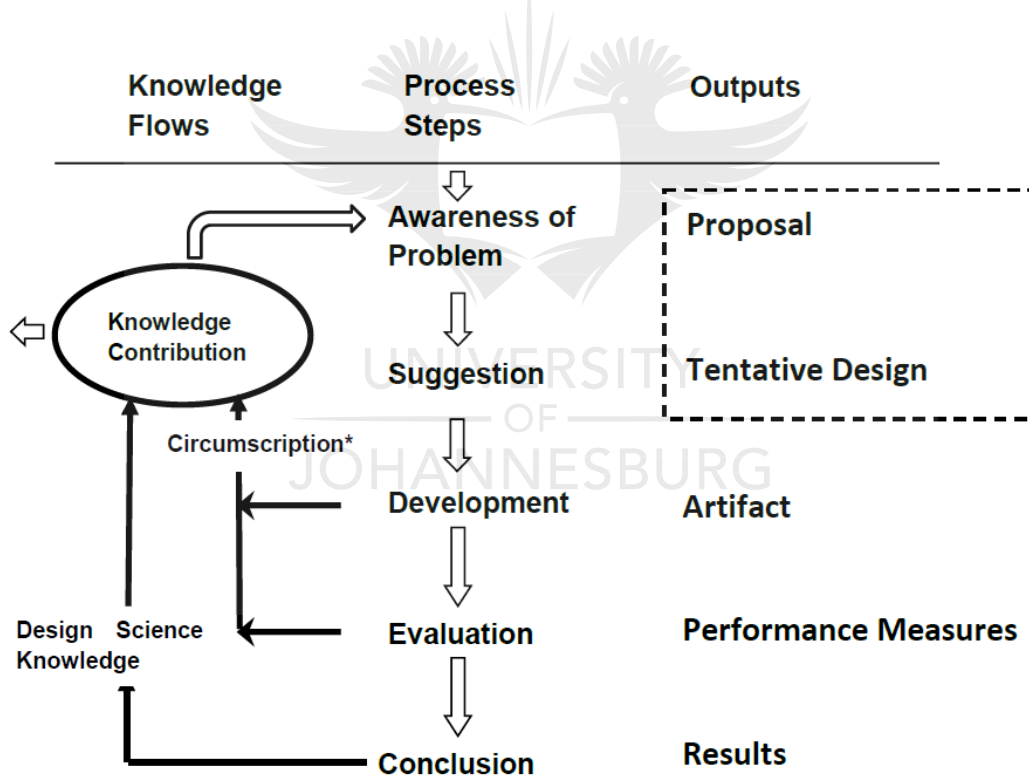 Knowledge Flows
Process Steps
Outputs
Awareness of Problem
Proposal
Knowledge Contribution
Suggestion
Tentative Design
UNIVERSITY
OF
JOHANNESBURG
Circumscription*
Development
Artifact
Design Science Knowledge
Evaluation
Performance Measures
Conclusion
Results